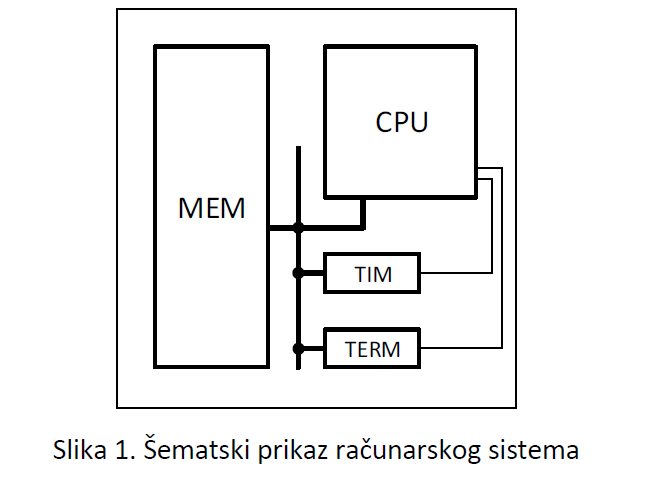 CPU
MEM
TIM
TERM
Slika 1. Šematski prikaz računarskog sistema